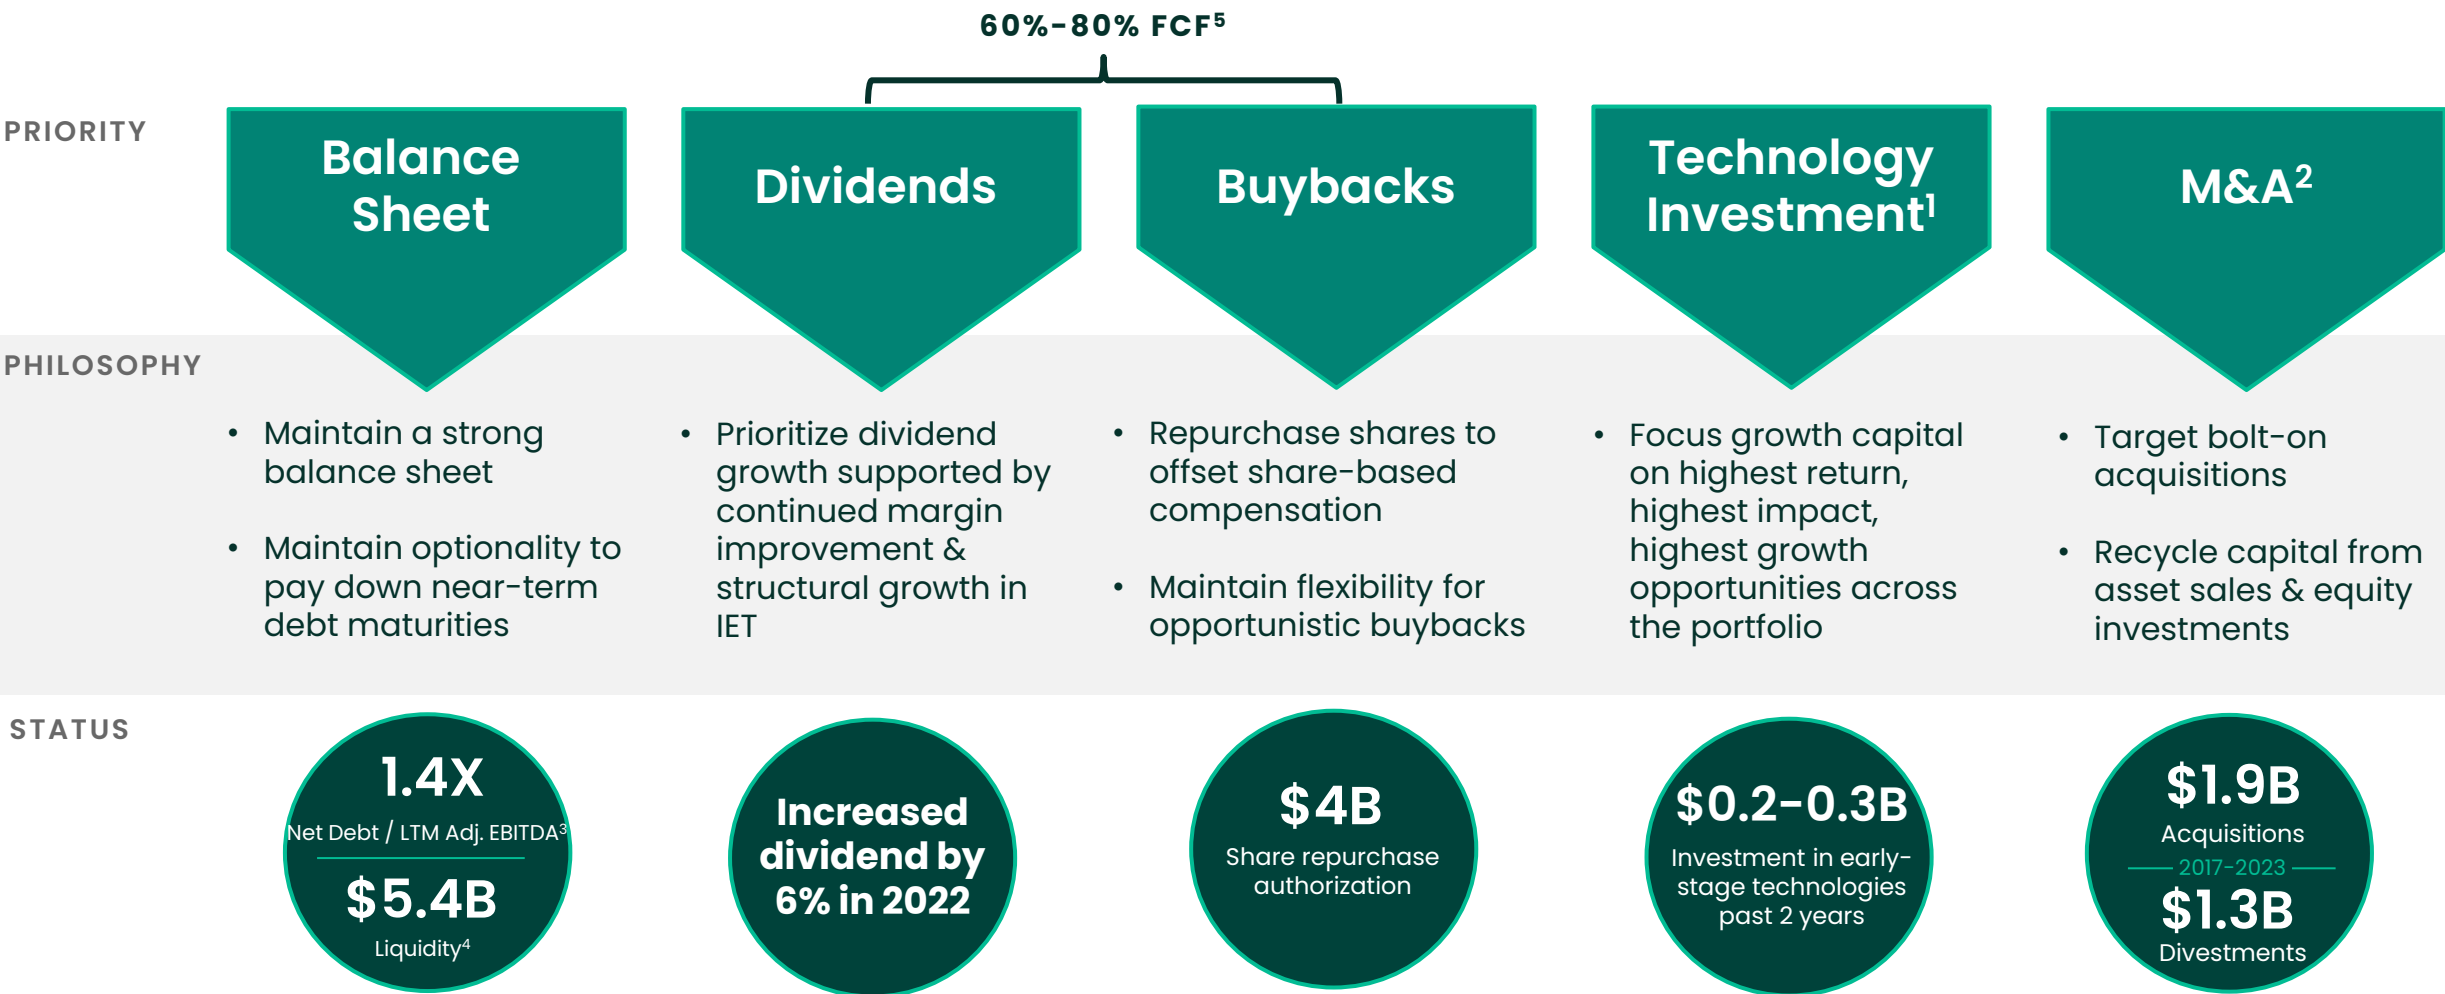 60%-80% FCF⁵
PRIORITY
Balance
Sheet
Dividends
Buybacks
Technology
Investment¹
M&A²
PHILOSOPHY
• Maintain a strong
balance sheet
• Maintain optionality to
pay down near-term
debt maturities
• Prioritize dividend
growth supported by
continued margin
improvement &
structural growth in
IET
• Repurchase shares to
offset share-based
compensation
• Maintain flexibility for
opportunistic buybacks
• Focus growth capital
on highest return,
highest impact,
highest growth
opportunities across
the portfolio
• Target bolt-on
acquisitions
• Recycle capital from
asset sales & equity
investments
STATUS
1.4X
Net Debt / LTM Adj. EBITDA³
$5.4B
Liquidity⁴
Increased
dividend by
6% in 2022
$4B
Share repurchase
authorization
$0.2-0.3B
Investment in early-
stage technologies
past 2 years
$1.9B
Acquisitions
2017-2023
$1.3B
Divestments